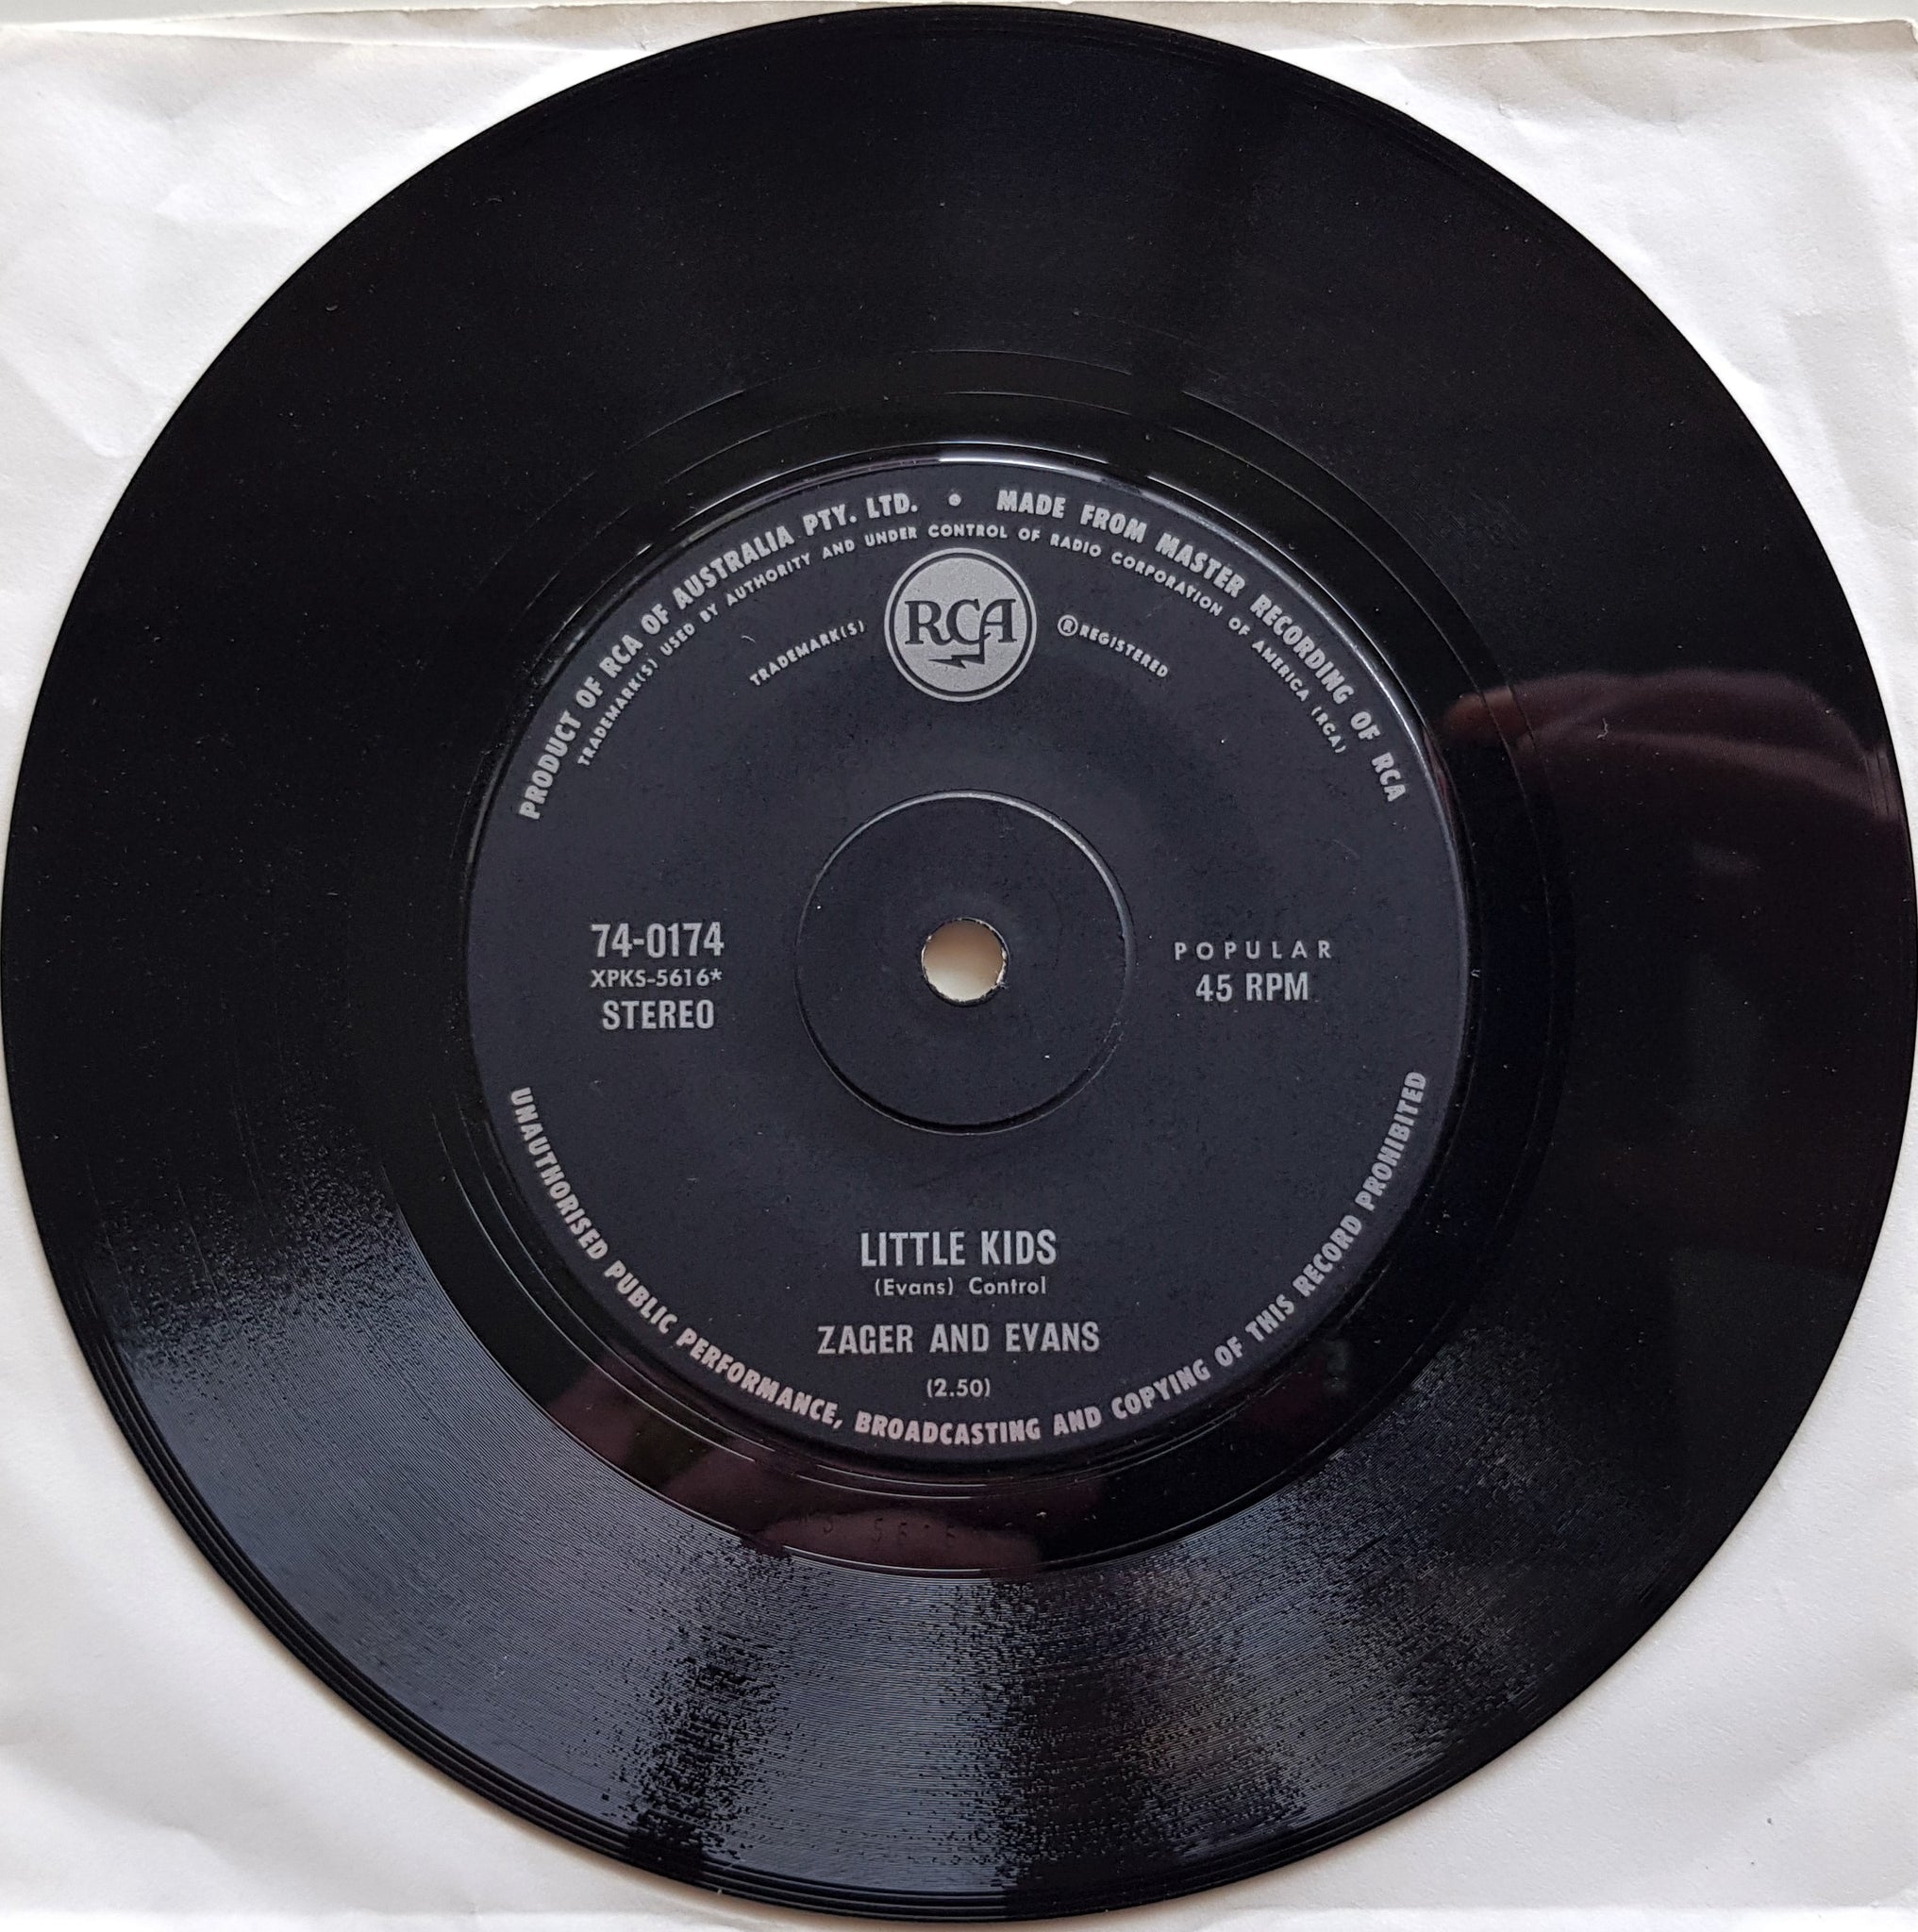 PRODUCT OF RCA OF AUSTRALIA PTY. LTD. • MADE FROM MASTER RECORDING OF RCA
TRADEMARK(S) USED BY AUTHORITY AND UNDER CONTROL OF RADIO CORPORATION OF AMERICA (RCA)
TRADEMARK(S) RCA ® REGISTERED
74-0174
XPKS-5616*
STEREO
POPULAR
45 RPM
LITTLE KIDS
(Evans) Control
ZAGER AND EVANS
(2.50)
UNAUTHORISED PUBLIC PERFORMANCE, BROADCASTING AND COPYING OF THIS RECORD PROHIBITED